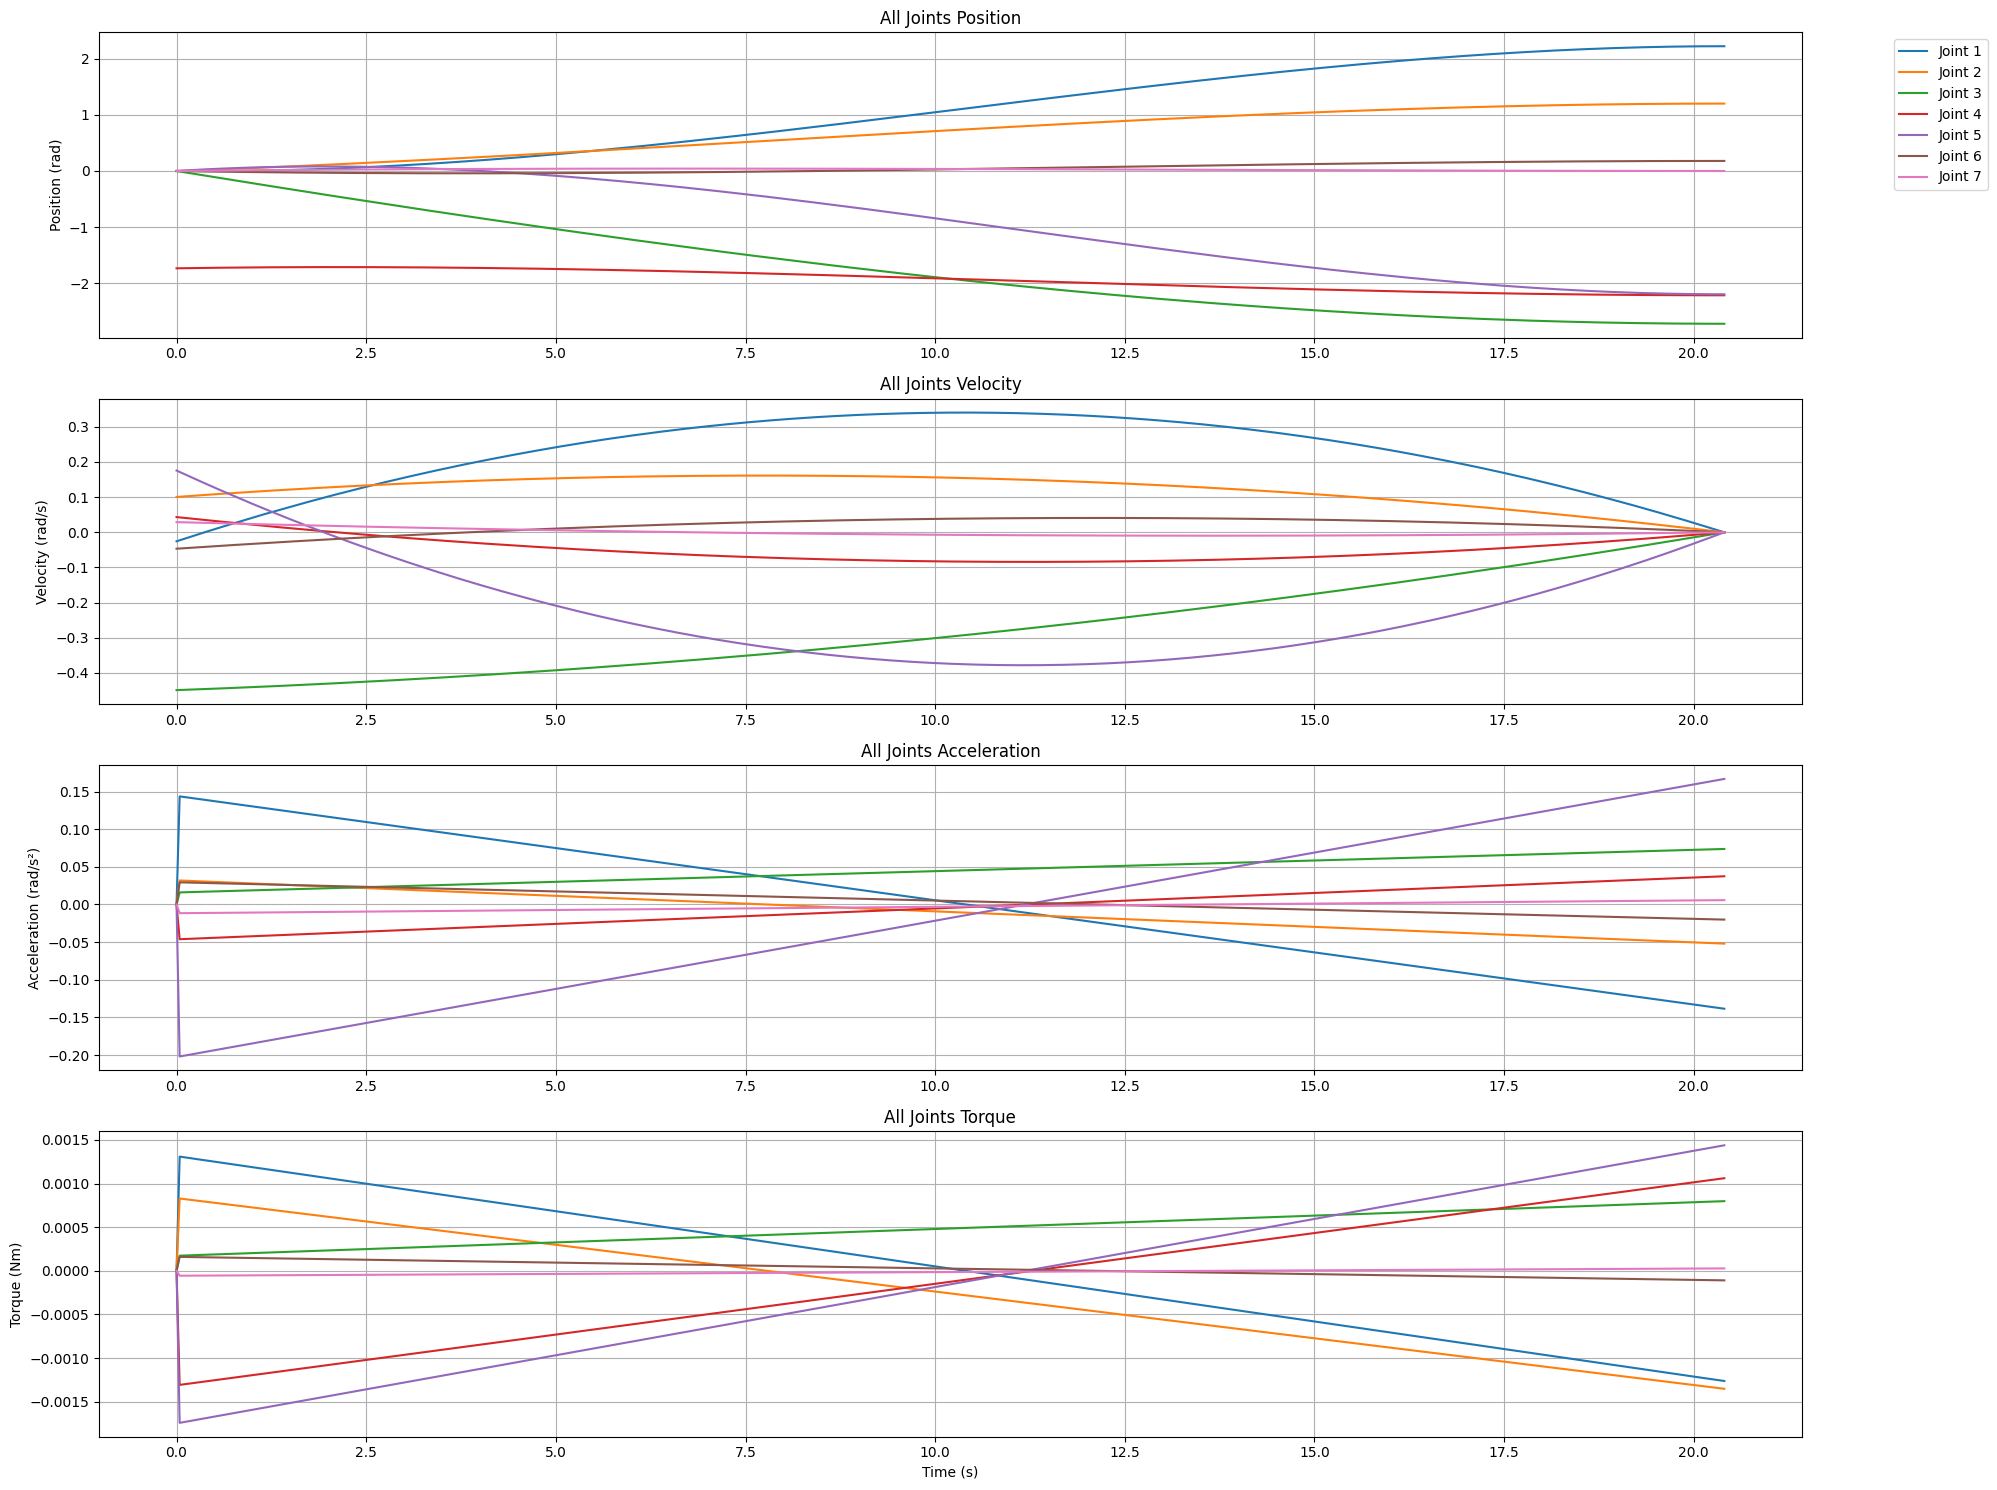 All Joints Position
Position (rad)
2
1
0
−1
−2
0.0 2.5 5.0 7.5 10.0 12.5 15.0 17.5 20.0
Joint 1
Joint 2
Joint 3
Joint 4
Joint 5
Joint 6
Joint 7
All Joints Velocity
Velocity (rad/s)
0.3
0.2
0.1
0.0
−0.1
−0.2
−0.3
−0.4
0.0 2.5 5.0 7.5 10.0 12.5 15.0 17.5 20.0
All Joints Acceleration
Acceleration (rad/s²)
0.15
0.10
0.05
0.00
−0.05
−0.10
−0.15
−0.20
0.0 2.5 5.0 7.5 10.0 12.5 15.0 17.5 20.0
All Joints Torque
Torque (Nm)
0.0015
0.0010
0.0005
0.0000
−0.0005
−0.0010
−0.0015
0.0 2.5 5.0 7.5 10.0 12.5 15.0 17.5 20.0
Time (s)